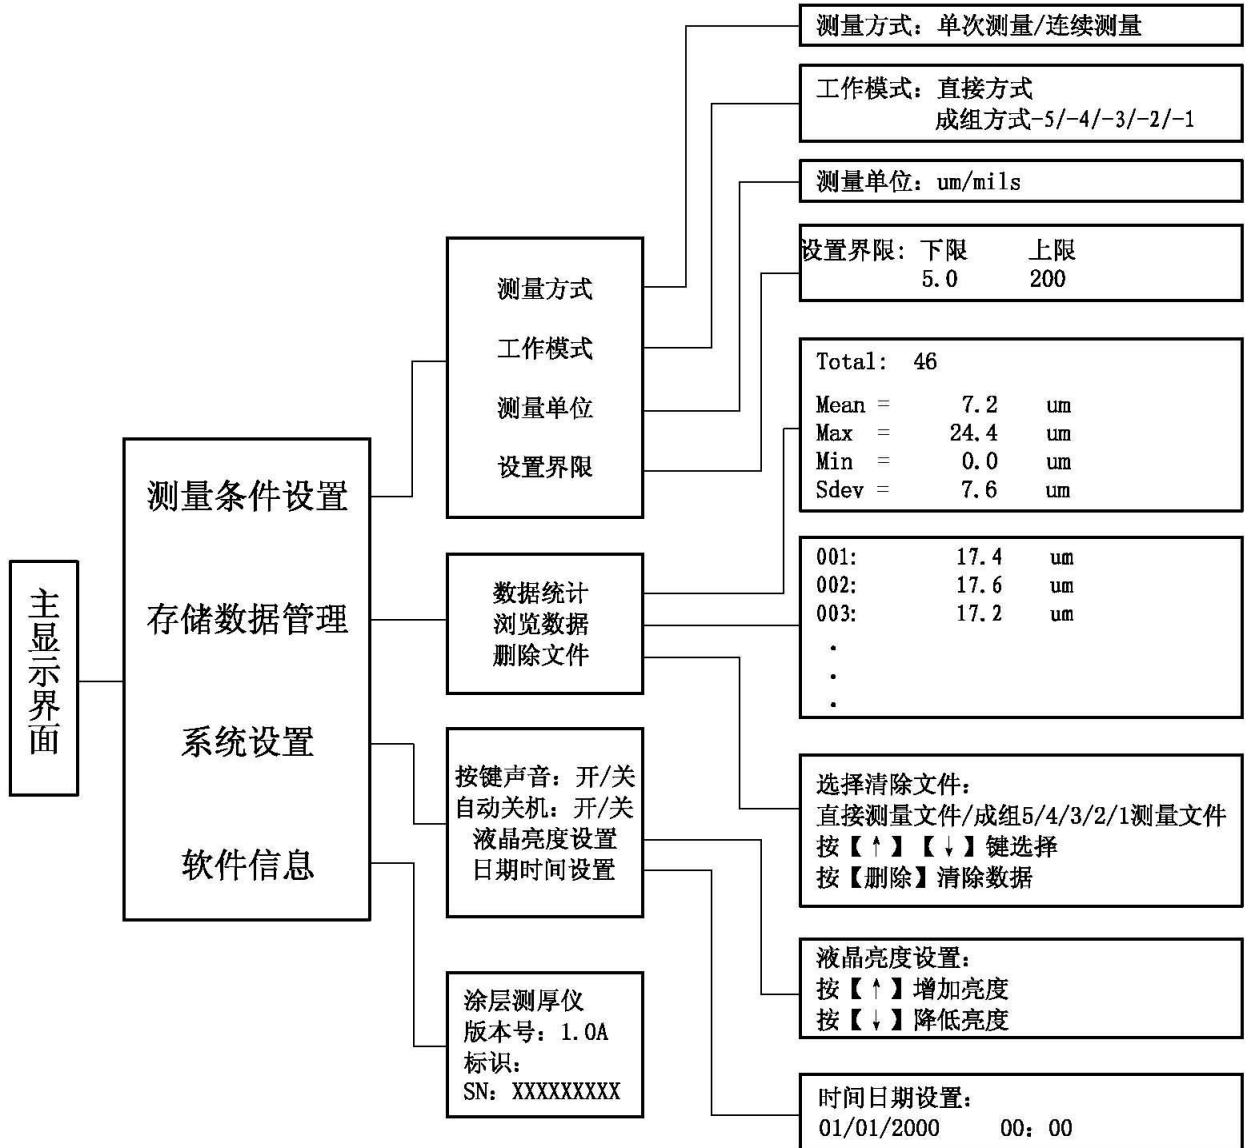 主显示界面
测量条件设置
存储数据管理
系统设置
软件信息
测量方式
工作模式
测量单位
设置界限
数据统计
浏览数据
删除文件
按键声音：开/关
自动关机：开/关
液晶亮度设置
日期时间设置
涂层测厚仪
版本号：1.0A
标识：
SN：XXXXXXXXX
测量方式：单次测量/连续测量
工作模式：直接方式
成组方式-5/-4/-3/-2/-1
测量单位：um/mils
设置界限：下限 上限
5.0 200
Total: 46
Mean = 7.2 um
Max = 24.4 um
Min = 0.0 um
Sdev = 7.6 um
001: 17.4 um
002: 17.6 um
003: 17.2 um
.
.
.
选择清除文件：
直接测量文件/成组5/4/3/2/1测量文件
按【↑】【↓】键选择
按【删除】清除数据
液晶亮度设置：
按【↑】增加亮度
按【↓】降低亮度
时间日期设置：
01/01/2000 00：00